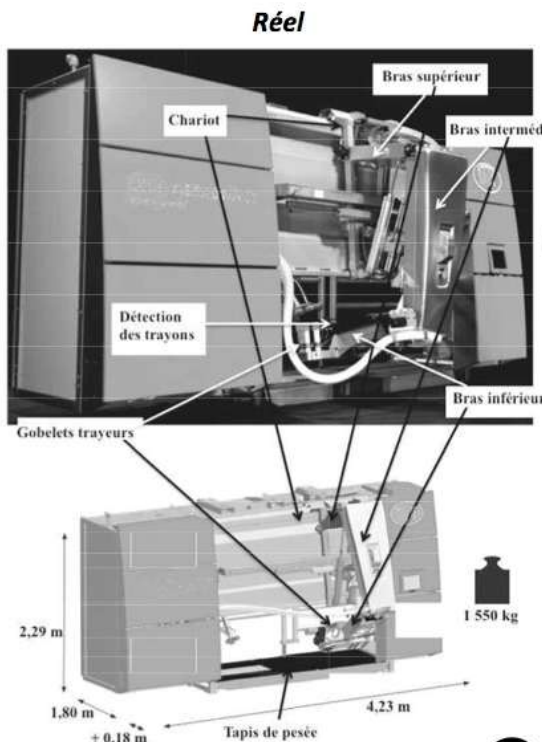 Réel
Bras supérieur
Chariot
Bras interméd
Détection
des trayons
Bras inférieur
Gobelets trayeurs
2,29 m
1 550 kg
1,80 m
+ 0,18 m
4,23 m
Tapis de pesée